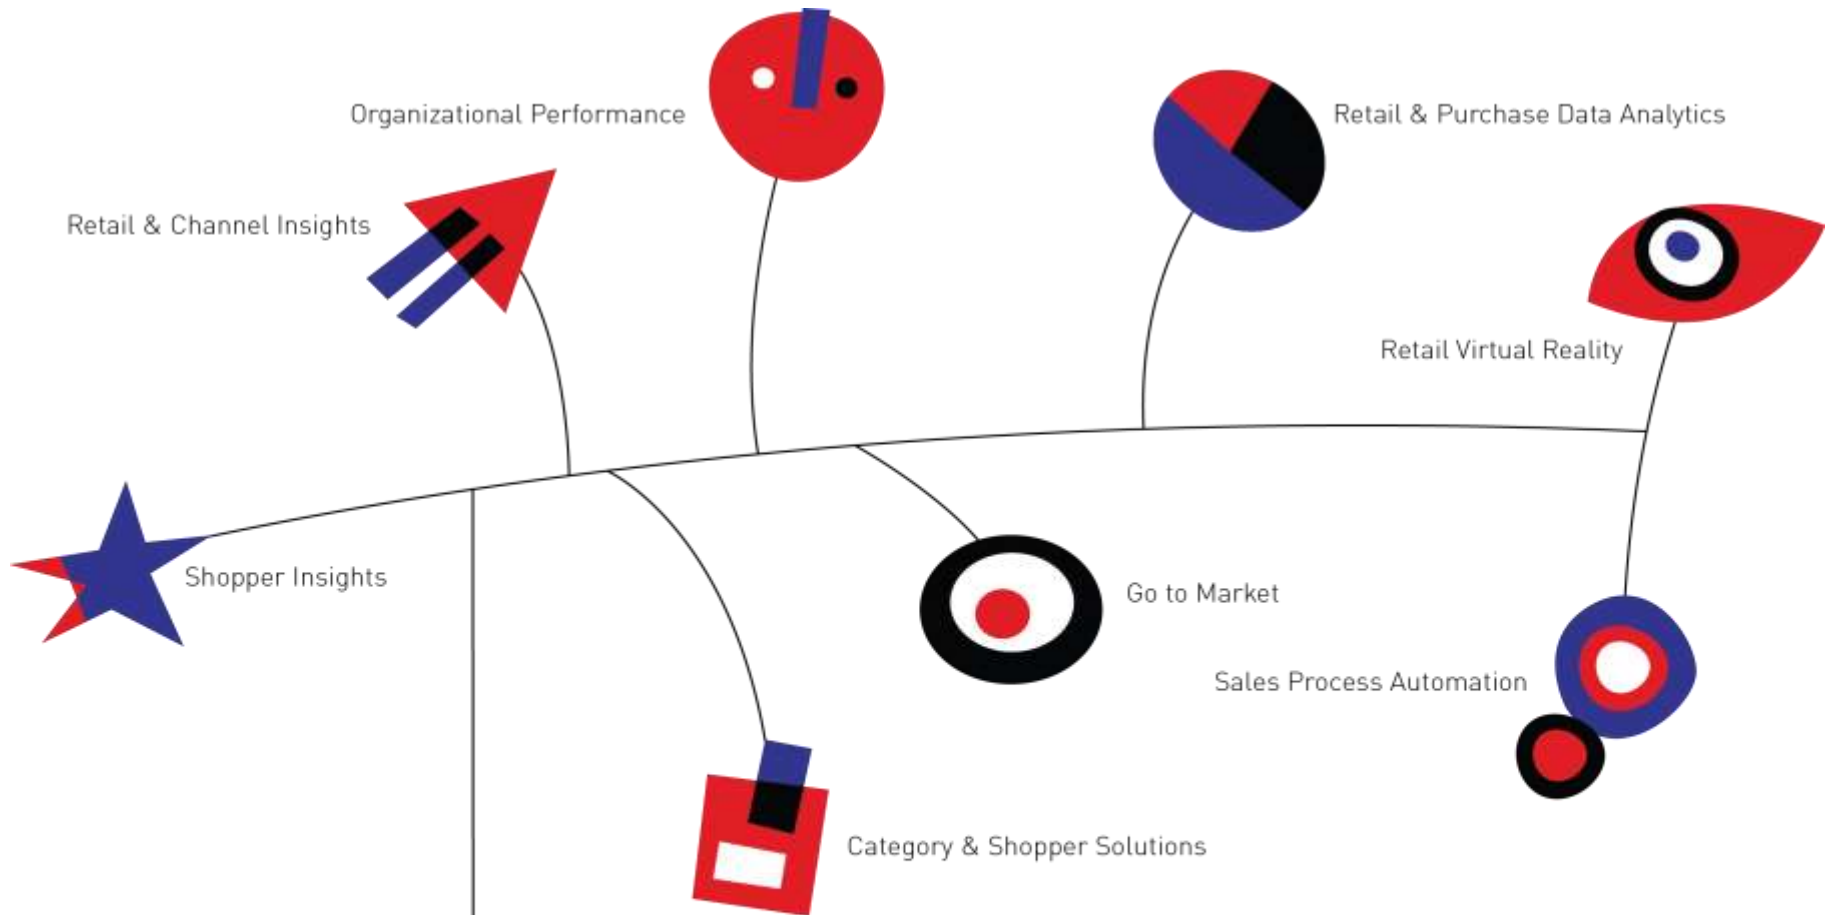 Organizational Performance
Retail & Purchase Data Analytics
Retail & Channel Insights
Retail Virtual Reality
Shopper Insights
Go to Market
Sales Process Automation
Category & Shopper Solutions